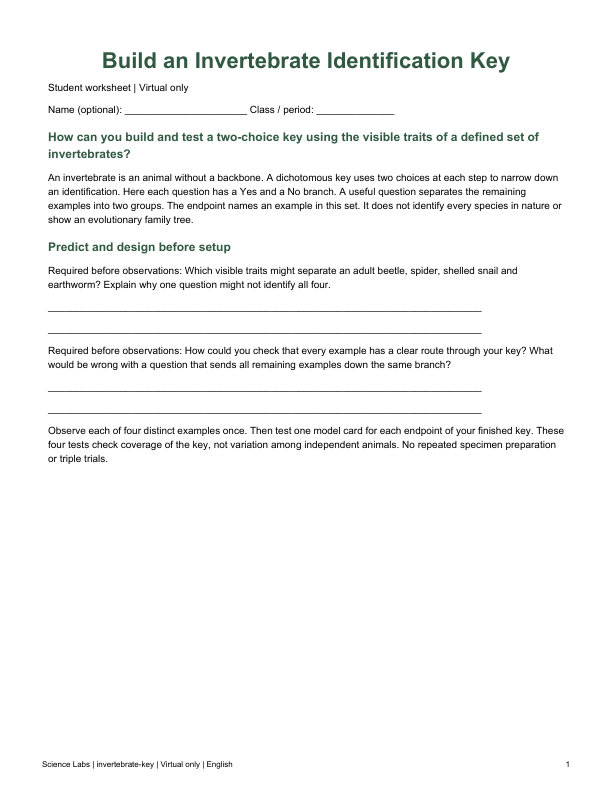 Build an Invertebrate Identification Key
Student worksheet | Virtual only
Name (optional): ______________________ Class / period: ______________
How can you build and test a two-choice key using the visible traits of a defined set of
invertebrates?
An invertebrate is an animal without a backbone. A dichotomous key uses two choices at each step to narrow down
an identification. Here each question has a Yes and a No branch. A useful question separates the remaining
examples into two groups. The endpoint names an example in this set. It does not identify every species in nature or
show an evolutionary family tree.
Predict and design before setup
Required before observations: Which visible traits might separate an adult beetle, spider, shelled snail and
earthworm? Explain why one question might not identify all four.
______________________________________________________________________________
______________________________________________________________________________
Required before observations: How could you check that every example has a clear route through your key? What
would be wrong with a question that sends all remaining examples down the same branch?
______________________________________________________________________________
______________________________________________________________________________
Observe each of four distinct examples once. Then test one model card for each endpoint of your finished key. These
four tests check coverage of the key, not variation among independent animals. No repeated specimen preparation
or triple trials.
Science Labs | invertebrate-key | Virtual only | English 1